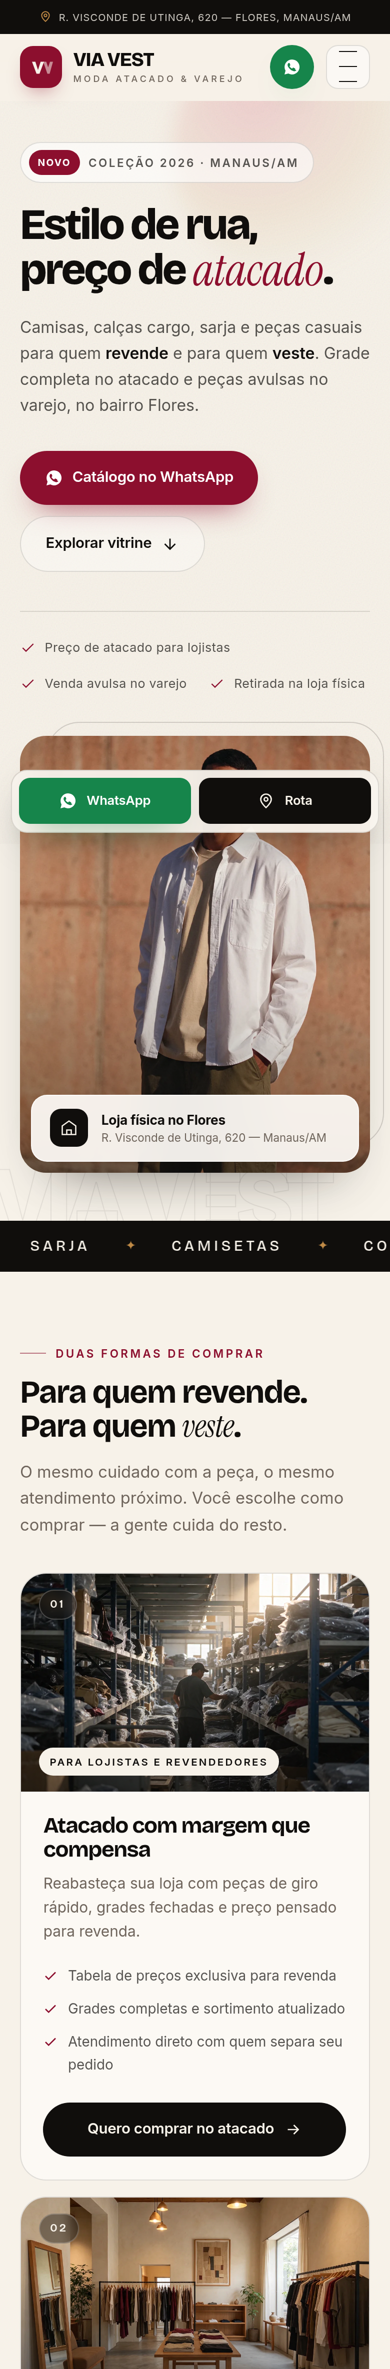 R. VISCONDE DE UTINGA, 620 — FLORES, MANAUS/AM
VV
VIA VEST
MODA ATACADO & VAREJO
NOVO
COLEÇÃO 2026 · MANAUS/AM
Estilo de rua,
preço de atacado.
Camisas, calças cargo, sarja e peças casuais
para quem revende e para quem veste. Grade
completa no atacado e peças avulsas no
varejo, no bairro Flores.
Catálogo no WhatsApp
Explorar vitrine
Preço de atacado para lojistas
Venda avulsa no varejo
Retirada na loja física
WhatsApp
Rota
Loja física no Flores
R. Visconde de Utinga, 620 — Manaus/AM
VIA VEST
SARJA ✦ CAMISETAS ✦ CO
DUAS FORMAS DE COMPRAR
Para quem revende.
Para quem veste.
O mesmo cuidado com a peça, o mesmo
atendimento próximo. Você escolhe como
comprar — a gente cuida do resto.
01
PARA LOJISTAS E REVENDEDORES
Atacado com margem que
compensa
Reabasteça sua loja com peças de giro
rápido, grades fechadas e preço pensado
para revenda.
Tabela de preços exclusiva para revenda
Grades completas e sortimento atualizado
Atendimento direto com quem separa seu
pedido
Quero comprar no atacado
02